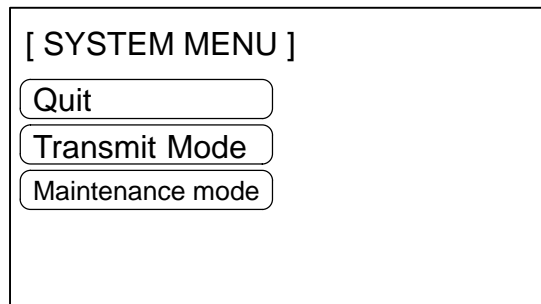 [ SYSTEM MENU ]
Quit
Transmit Mode
Maintenance mode